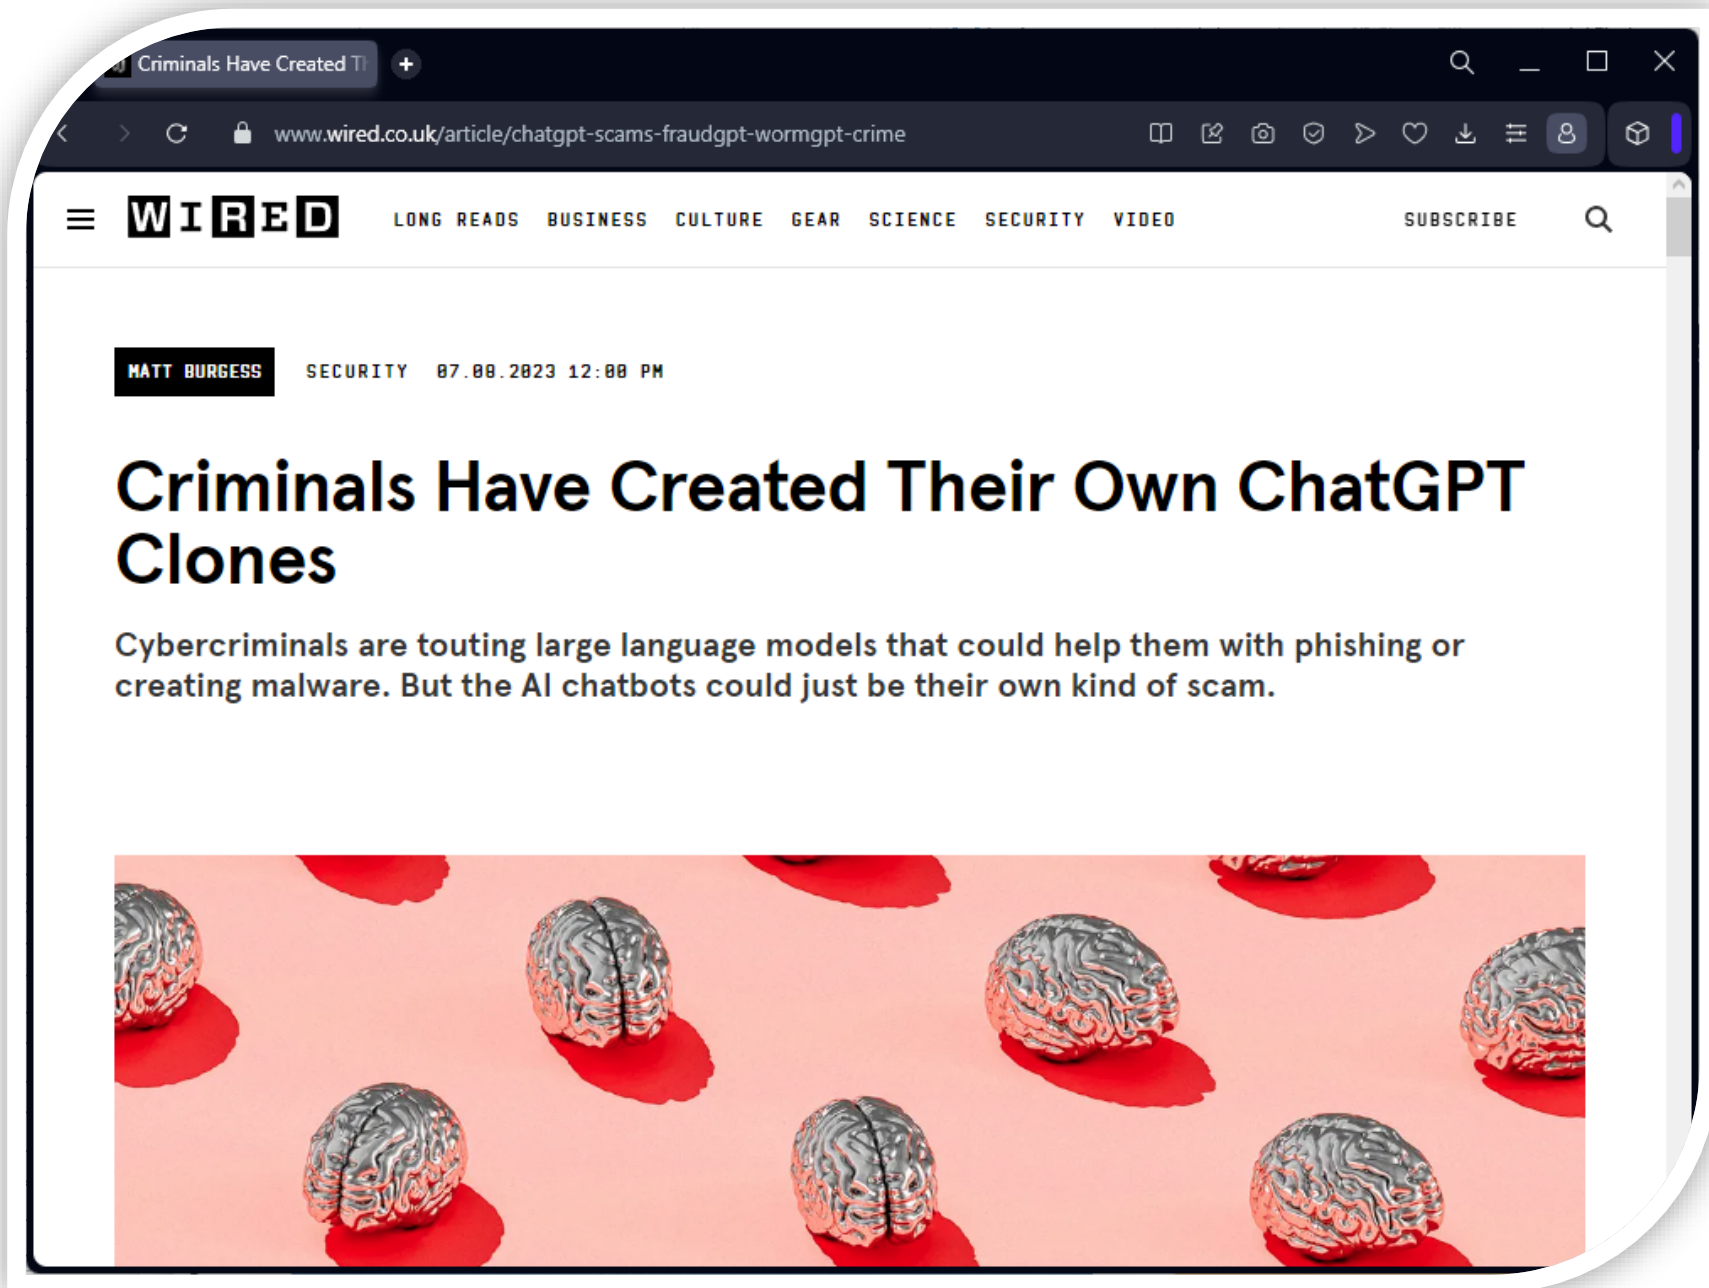 Criminals Have Created Th
www.wired.co.uk/article/chatgpt-scams-fraudgpt-wormgpt-crime
WIRED LONG READS BUSINESS CULTURE GEAR SCIENCE SECURITY VIDEO SUBSCRIBE
MATT BURGESS SECURITY 07.08.2023 12:00 PM
Criminals Have Created Their Own ChatGPT
Clones
Cybercriminals are touting large language models that could help them with phishing or
creating malware. But the AI chatbots could just be their own kind of scam.